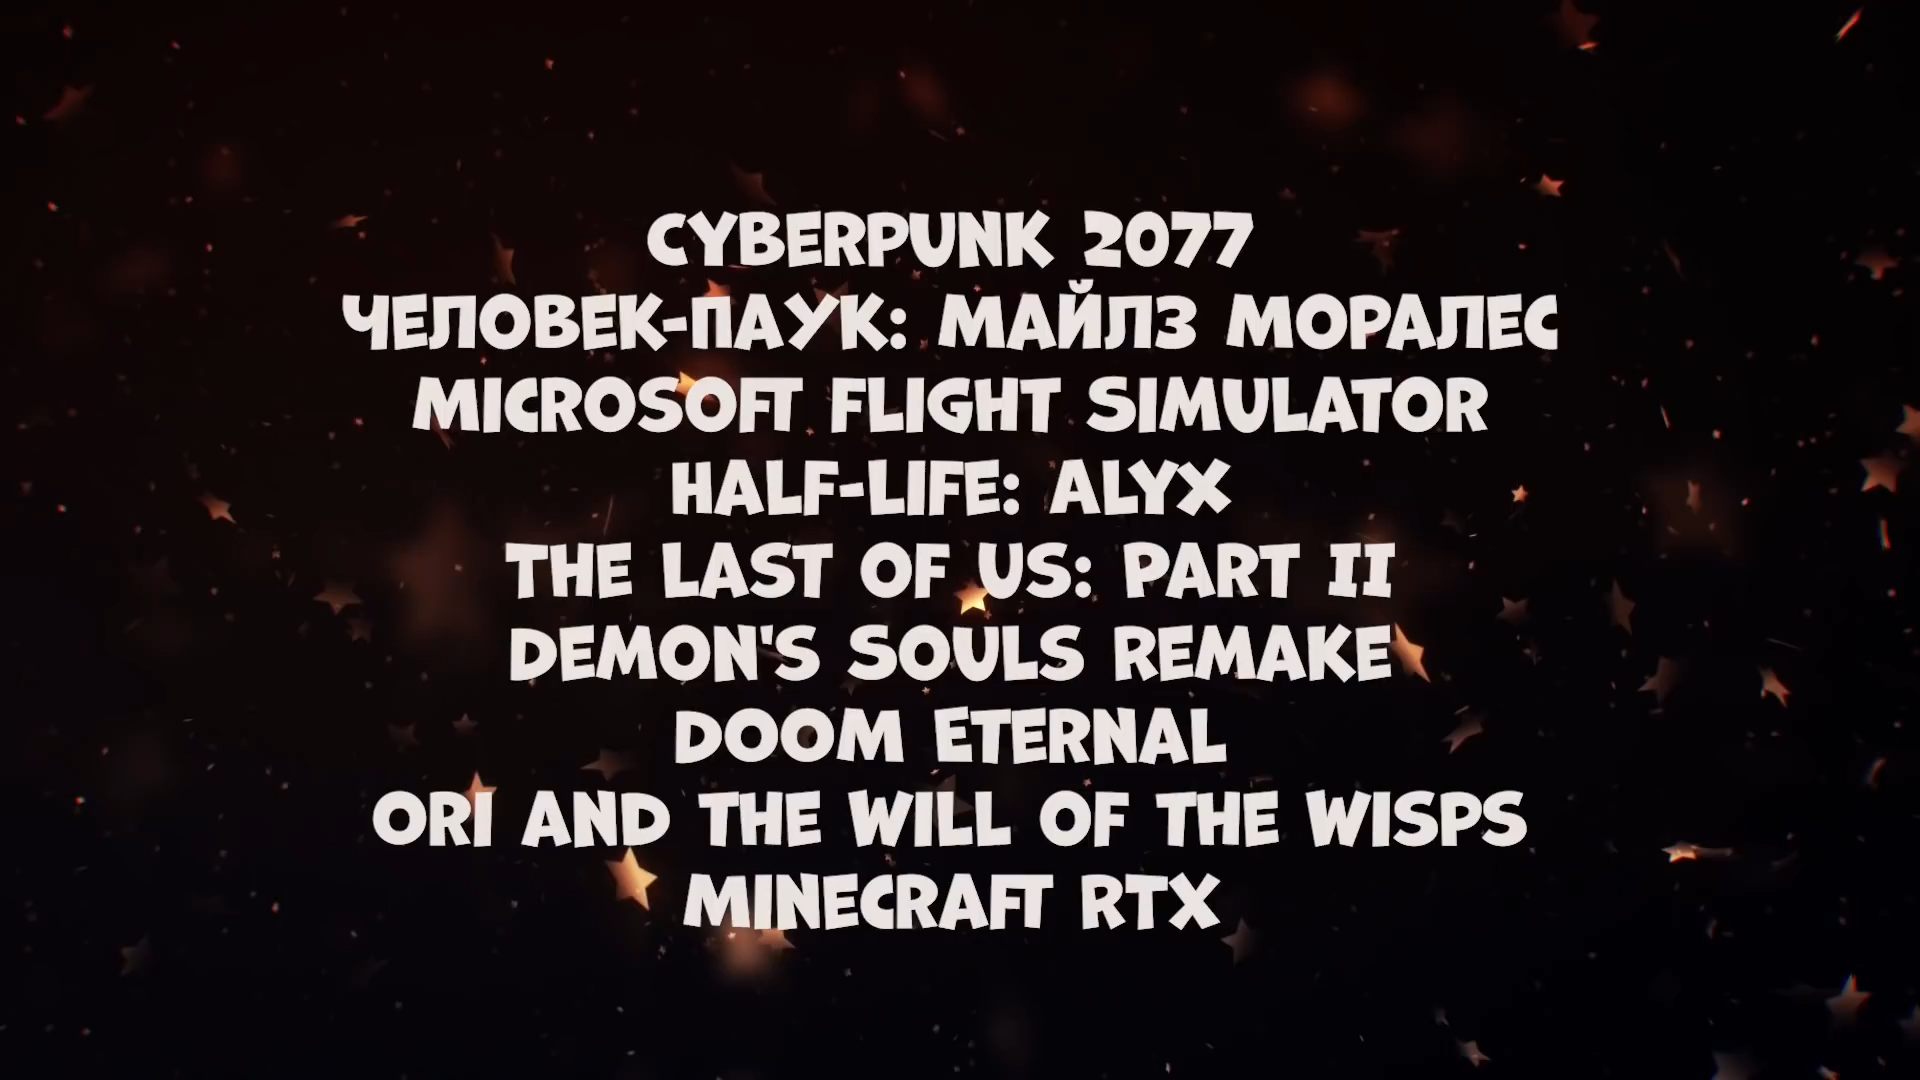 CYBERPUNK 2077
ЧЕЛОВЕК-ПАУК: МАЙЛЗ МОРАЛЕС
MICROSOFT FLIGHT SIMULATOR
HALF-LIFE: ALYX
THE LAST OF US: PART II
DEMON'S SOULS REMAKE
DOOM ETERNAL
ORI AND THE WILL OF THE WISPS
MINECRAFT RTX